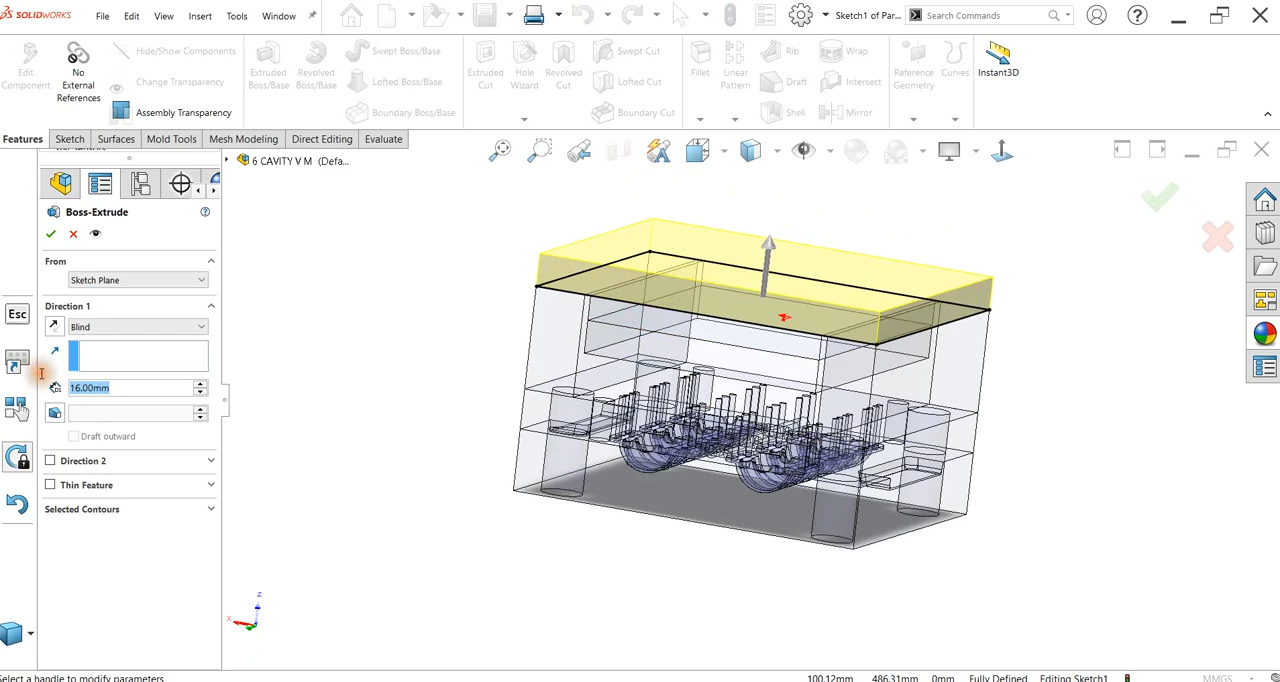 SOLIDWORKS
File Edit View Insert Tools Window
Sketch1 of Par...
Search Commands
Edit Component
No External References
Hide/Show Components
Change Transparency
Assembly Transparency
Extruded Boss/Base
Revolved Boss/Base
Swept Boss/Base
Lofted Boss/Base
Boundary Boss/Base
Extruded Cut
Hole Wizard
Revolved Cut
Swept Cut
Lofted Cut
Boundary Cut
Fillet
Linear Pattern
Rib
Draft
Shell
Wrap
Intersect
Mirror
Reference Geometry
Curves
Instant3D
Features Sketch Surfaces Mold Tools Mesh Modeling Direct Editing Evaluate
6 CAVITY V M (Defa...
Boss-Extrude
From
Sketch Plane
Direction 1
Esc
Blind
16.00mm
Draft outward
Direction 2
Thin Feature
Selected Contours
z
x
Select a handle to modify parameters
100.12mm 486.31mm 0mm Fully Defined Editing Sketch1 MMGS